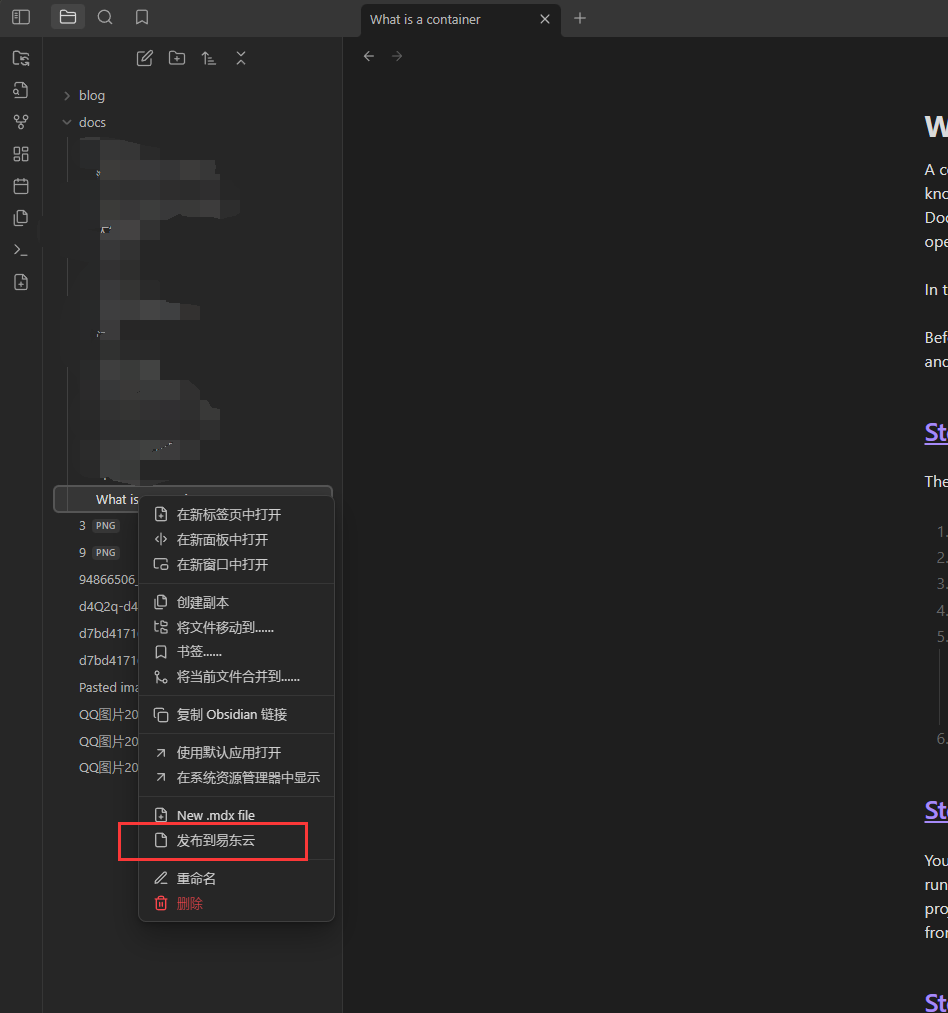 What is a container
blog
docs
What is
3 PNG
9 PNG
94866506_
d4Q2q-d4
d7bd4171
d7bd4171
Pasted ima
QQ图片20
QQ图片20
QQ图片20
在新标签页中打开
在新面板中打开
在新窗口中打开
创建副本
将文件移动到......
书签......
将当前文件合并到......
复制 Obsidian 链接
使用默认应用打开
在系统资源管理器中显示
New .mdx file
发布到易东云
重命名
删除
W
A c
kno
Doc
ope
In t
Bef
and
Ste
The
1.
2.
3.
4.
5.
6.
Ste
You
run
pro
fror
Ste